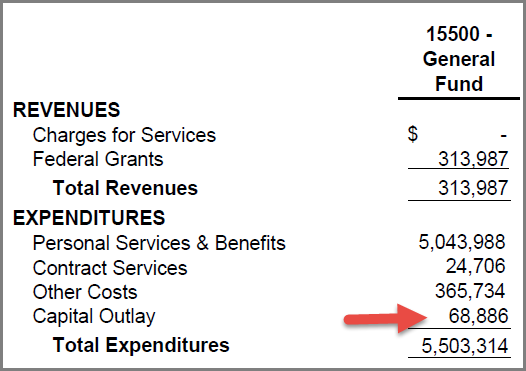 15500 -
General
Fund
REVENUES
Charges for Services $ -
Federal Grants 313,987
Total Revenues 313,987
EXPENDITURES
Personal Services & Benefits 5,043,988
Contract Services 24,706
Other Costs 365,734
Capital Outlay 68,886
Total Expenditures 5,503,314